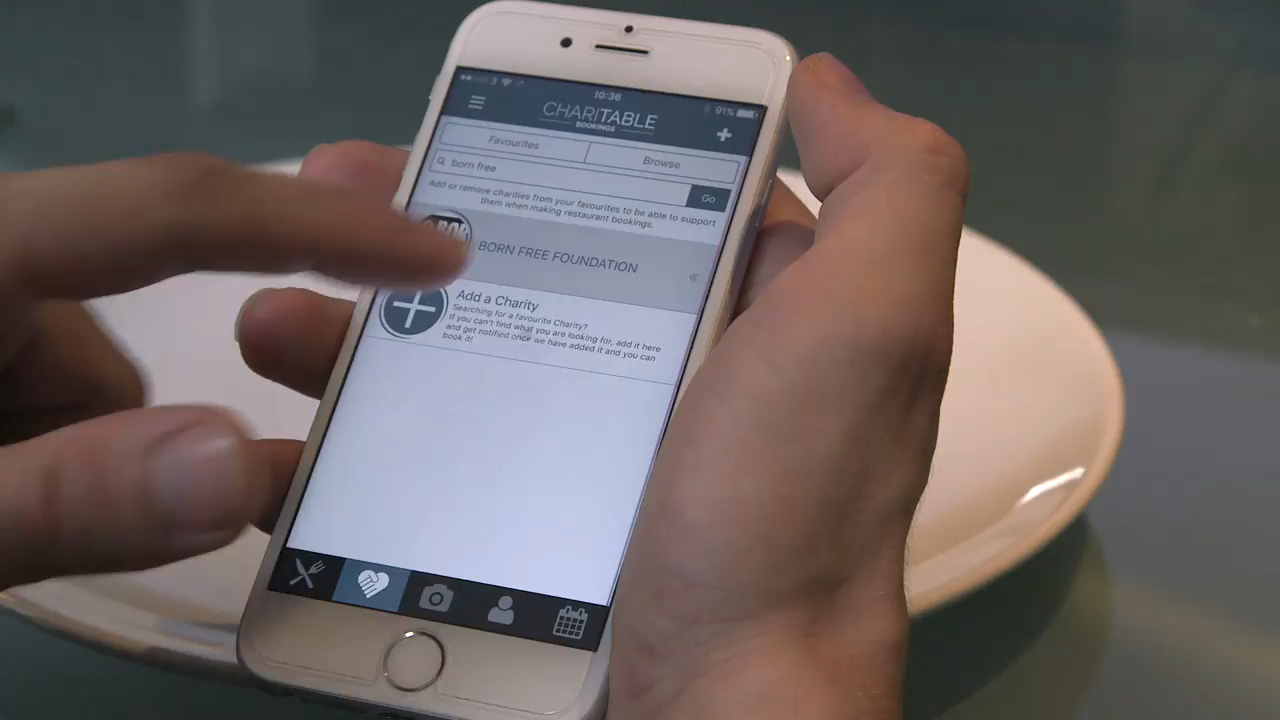 10:36
91%
CHARITABLE
BOOKINGS
Favourites
Browse
born free
Go
Add or remove charities from your favourites to be able to support
them when making restaurant bookings.
BORN FREE FOUNDATION
Add a Charity
Searching for a favourite Charity?
If you can't find what you are looking for, add it here
and get notified once we have added it and you can
book it!